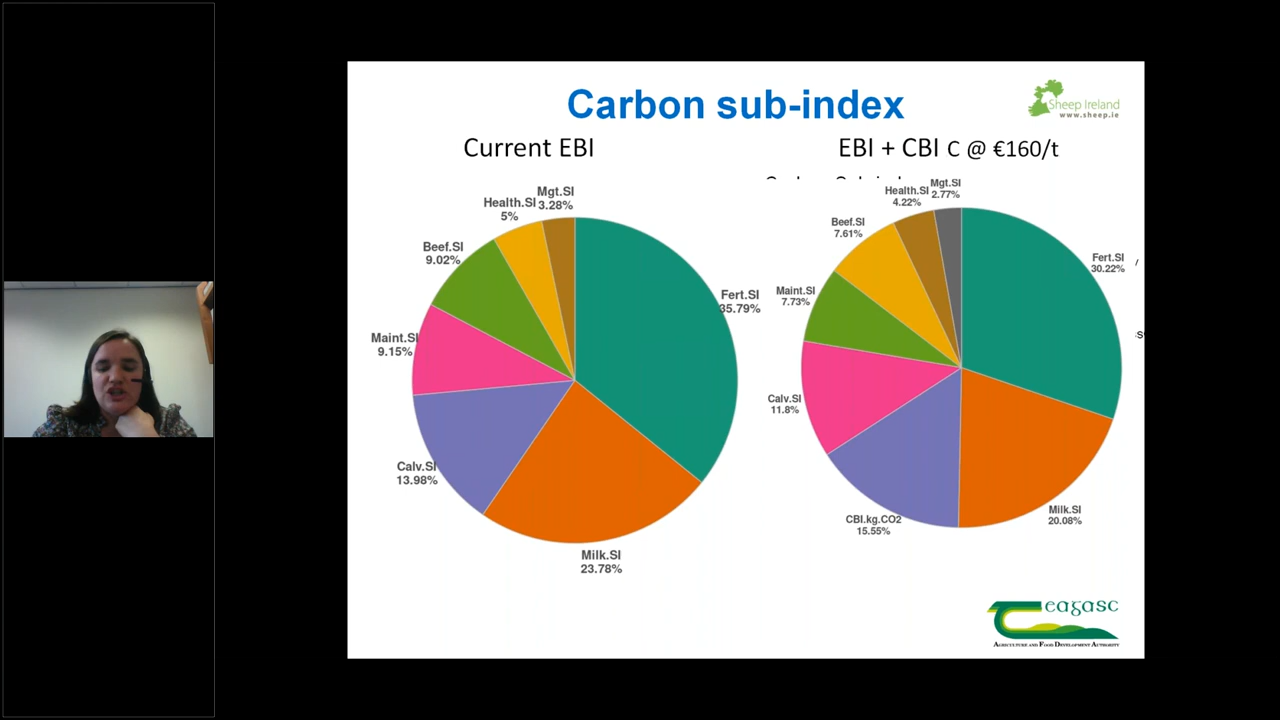 Carbon sub-index
Sheep Ireland
www.sheep.ie
Current EBI
EBI + CBI C @ €160/t
Mgt.SI
3.28%
Health.SI
5%
Beef.SI
9.02%
Maint.SI
9.15%
Calv.SI
13.98%
Milk.SI
23.78%
Fert.SI
35.79%
Mgt.SI
2.77%
Health.SI
4.22%
Beef.SI
7.61%
Maint.SI
7.73%
Calv.SI
11.8%
CBI.kg.CO2
15.55%
Milk.SI
20.08%
Fert.SI
30.22%
eagasc
AGRICULTURE AND FOOD DEVELOPMENT AUTHORITY